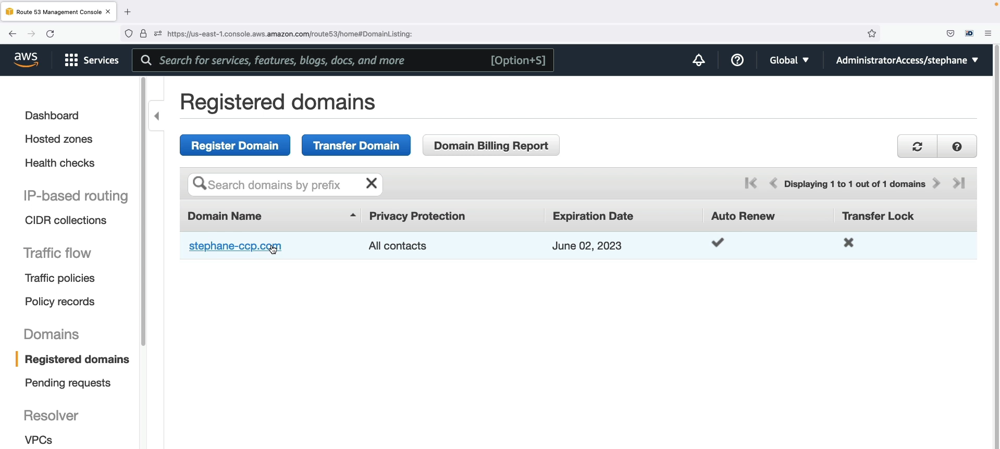 Route 53 Management Console
https://us-east-1.console.aws.amazon.com/route53/home#DomainListing:
iD
aws
Services
Search for services, features, blogs, docs, and more
[Option+S]
Global
AdministratorAccess/stephane
Dashboard
Hosted zones
Health checks
IP-based routing
CIDR collections
Traffic flow
Traffic policies
Policy records
Domains
Registered domains
Pending requests
Resolver
VPCs
Registered domains
Register Domain
Transfer Domain
Domain Billing Report
Search domains by prefix
Displaying 1 to 1 out of 1 domains
Domain Name
Privacy Protection
Expiration Date
Auto Renew
Transfer Lock
stephane-ccp.com
All contacts
June 02, 2023